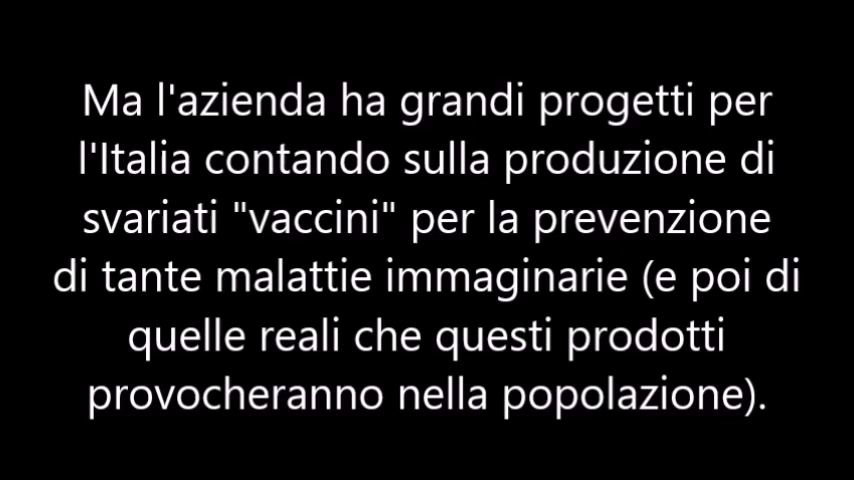 Ma l'azienda ha grandi progetti per
l'Italia contando sulla produzione di
svariati "vaccini" per la prevenzione
di tante malattie immaginarie (e poi di
quelle reali che questi prodotti
provocheranno nella popolazione).